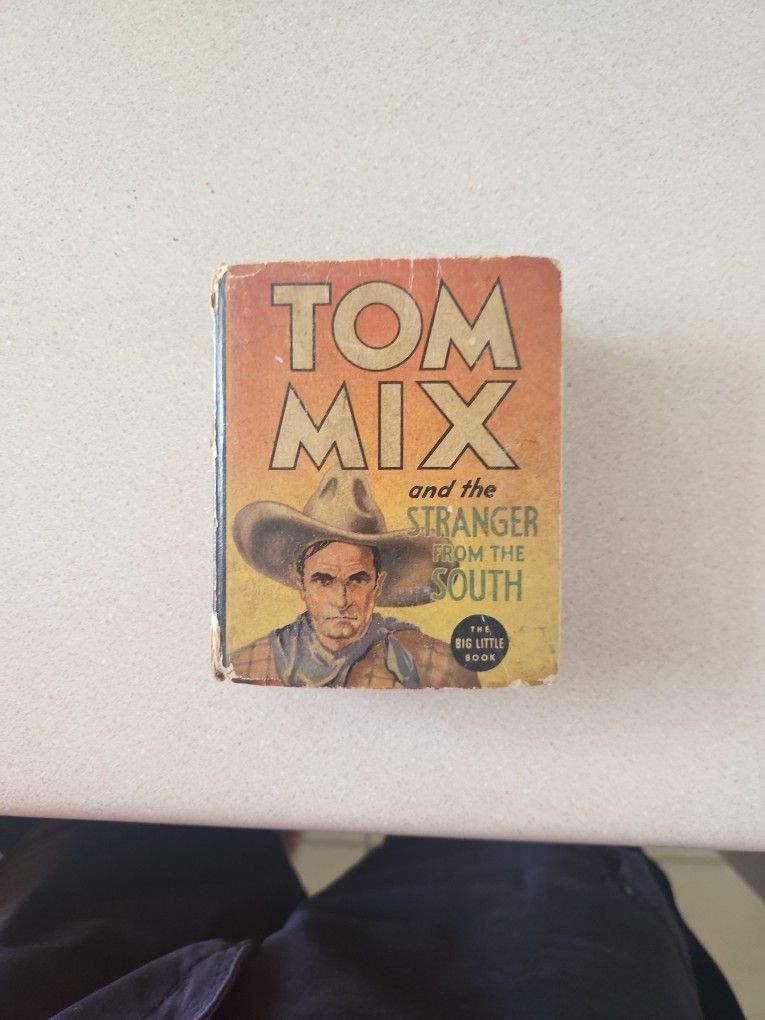 TOM
MIX
and the
STRANGER
FROM THE
SOUTH
THE
BIG LITTLE
BOOK